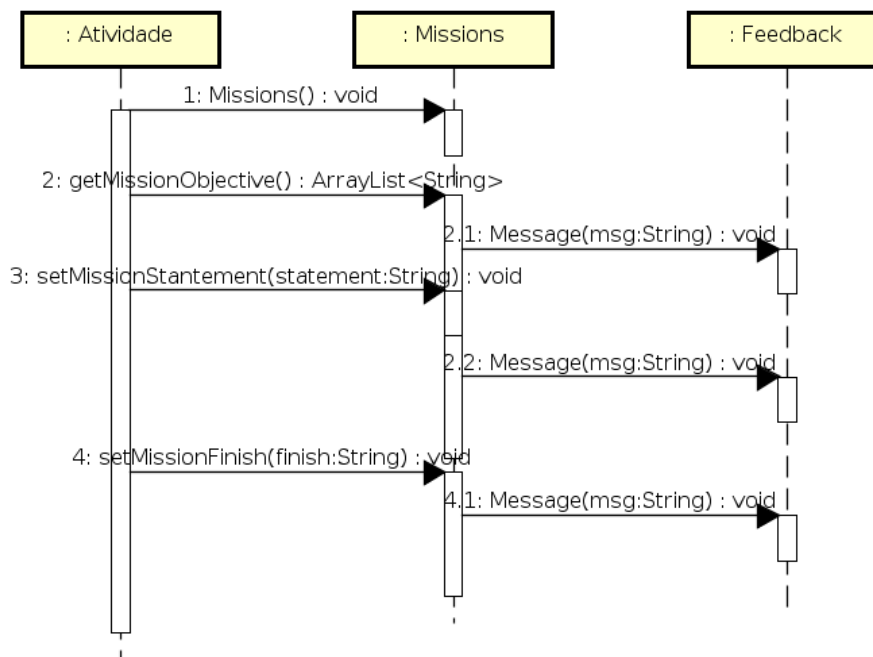 : Atividade
: Missions
: Feedback
1: Missions() : void
2: getMissionObjective() : ArrayList<String>
2.1: Message(msg:String) : void
3: setMissionStantement(statement:String) : void
2.2: Message(msg:String) : void
4: setMissionFinish(finish:String) : void
4.1: Message(msg:String) : void